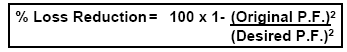 % Loss Reduction = 100 x 1- (Original P.F.)²
(Desired P.F.)²